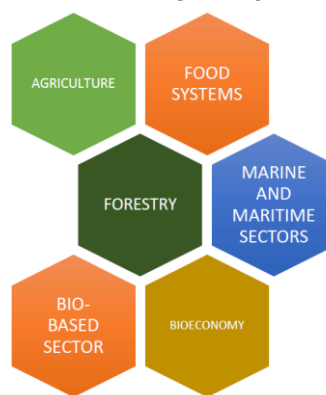 AGRICULTURE
FOOD
SYSTEMS
FORESTRY
MARINE
AND
MARITIME
SECTORS
BIO-
BASED
SECTOR
BIOECONOMY